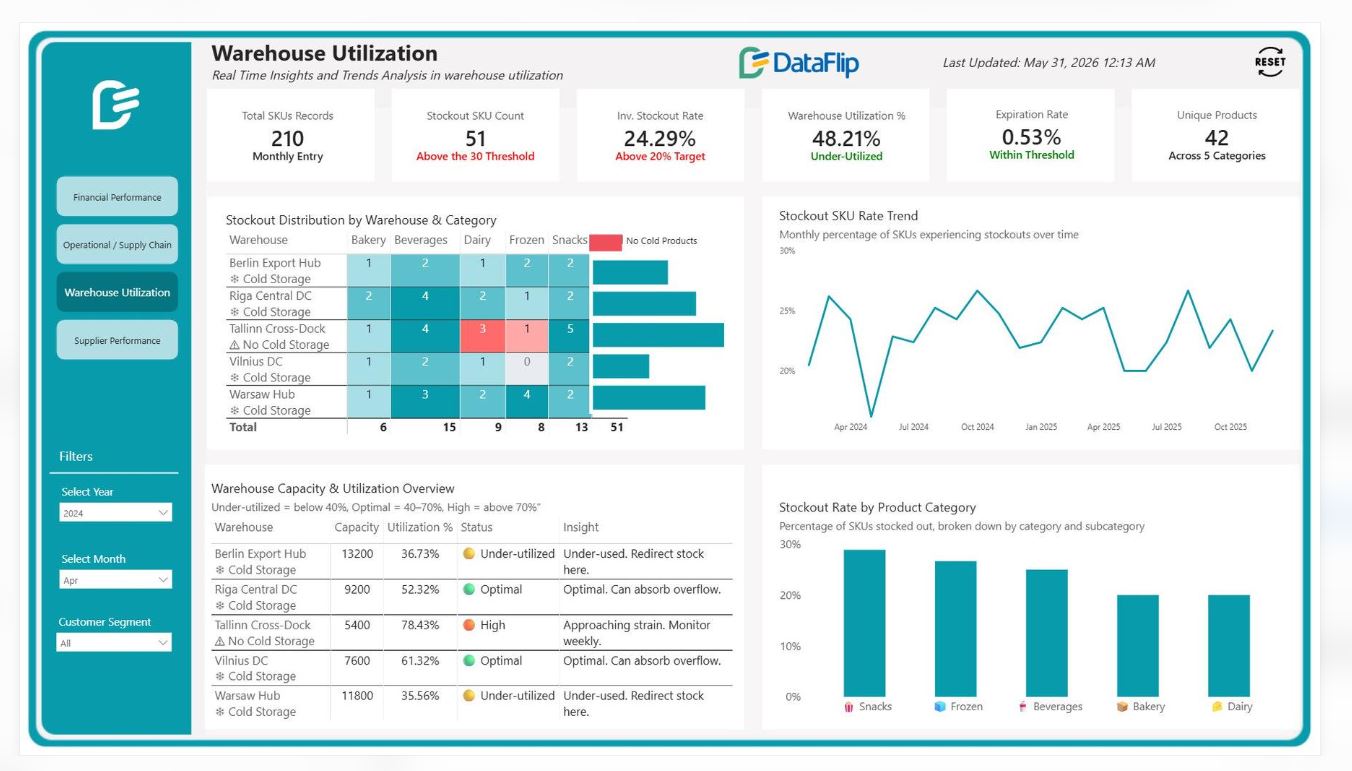 Warehouse Utilization
Real Time Insights and Trends Analysis in warehouse utilization
DataFlip
Last Updated: May 31, 2026 12:13 AM
RESET
Financial Performance
Operational / Supply Chain
Warehouse Utilization
Supplier Performance
Filters
Select Year
2024
Select Month
Apr
Customer Segment
All
Total SKUs Records
210
Monthly Entry
Stockout SKU Count
51
Above the 30 Threshold
Inv. Stockout Rate
24.29%
Above 20% Target
Warehouse Utilization %
48.21%
Under-Utilized
Expiration Rate
0.53%
Within Threshold
Unique Products
42
Across 5 Categories
Stockout Distribution by Warehouse & Category
Warehouse Bakery Beverages Dairy Frozen Snacks No Cold Products
Berlin Export Hub 1 2 1 2 2
❄ Cold Storage
Riga Central DC 2 4 2 1 2
❄ Cold Storage
Tallinn Cross-Dock 1 4 3 1 5
⚠ No Cold Storage
Vilnius DC 1 2 1 0 2
❄ Cold Storage
Warsaw Hub 1 3 2 4 2
❄ Cold Storage
Total 6 15 9 8 13 51
Stockout SKU Rate Trend
Monthly percentage of SKUs experiencing stockouts over time
30%
25%
20%
Apr 2024 Jul 2024 Oct 2024 Jan 2025 Apr 2025 Jul 2025 Oct 2025
Warehouse Capacity & Utilization Overview
Under-utilized = below 40%, Optimal = 40–70%, High = above 70%"
Warehouse Capacity Utilization % Status Insight
Berlin Export Hub 13200 36.73% Under-utilized Under-used. Redirect stock
❄ Cold Storage here.
Riga Central DC 9200 52.32% Optimal Optimal. Can absorb overflow.
❄ Cold Storage
Tallinn Cross-Dock 5400 78.43% High Approaching strain. Monitor
⚠ No Cold Storage weekly.
Vilnius DC 7600 61.32% Optimal Optimal. Can absorb overflow.
❄ Cold Storage
Warsaw Hub 11800 35.56% Under-utilized Under-used. Redirect stock
❄ Cold Storage here.
Stockout Rate by Product Category
Percentage of SKUs stocked out, broken down by category and subcategory
30%
20%
10%
0%
Snacks Frozen Beverages Bakery Dairy